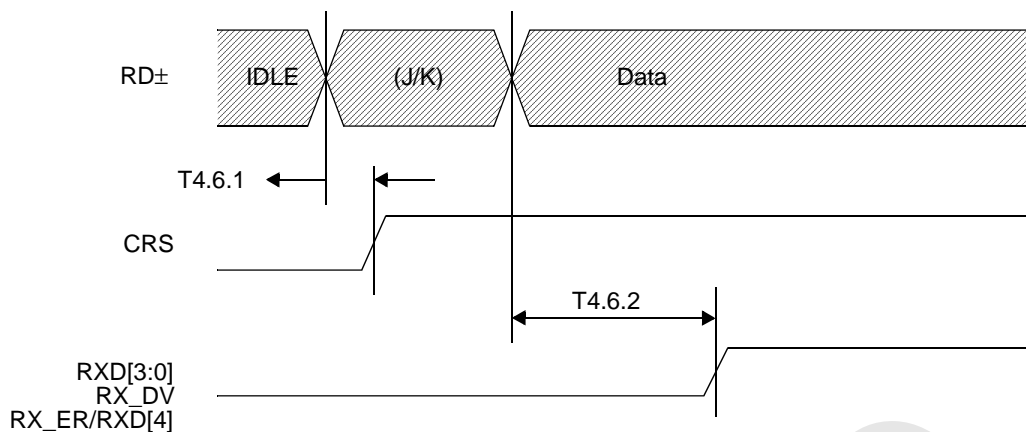 RD±
IDLE
(J/K)
Data
T4.6.1
CRS
T4.6.2
RXD[3:0]
RX_DV
RX_ER/RXD[4]